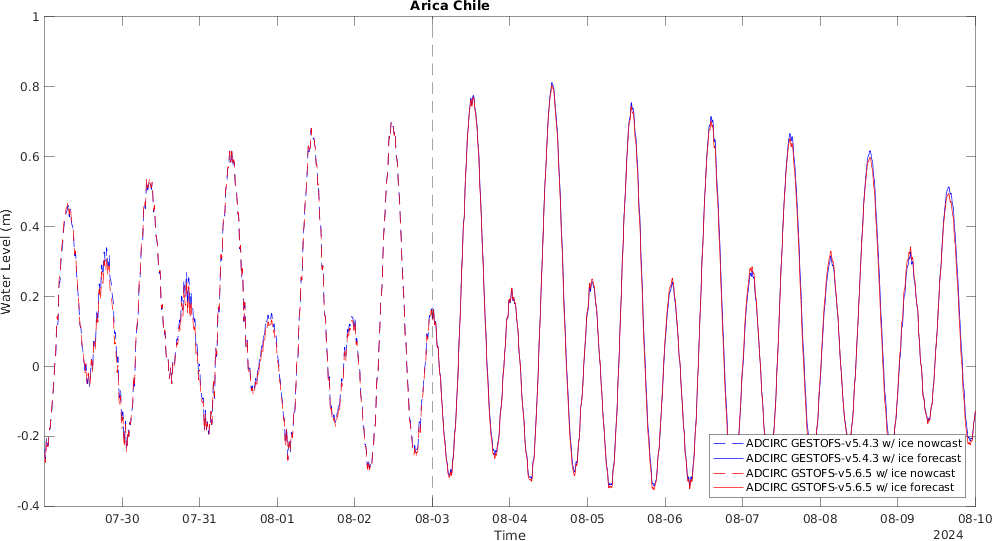 Arica Chile
1
0.8
0.6
0.4
0.2
0
-0.2
-0.4
Water Level (m)
ADCIRC GESTOFS-v5.4.3 w/ ice nowcast
ADCIRC GESTOFS-v5.4.3 w/ ice forecast
ADCIRC GSTOFS-v5.6.5 w/ ice nowcast
ADCIRC GSTOFS-v5.6.5 w/ ice forecast
07-30 07-31 08-01 08-02 08-03 08-04 08-05 08-06 08-07 08-08 08-09 08-10
Time
2024